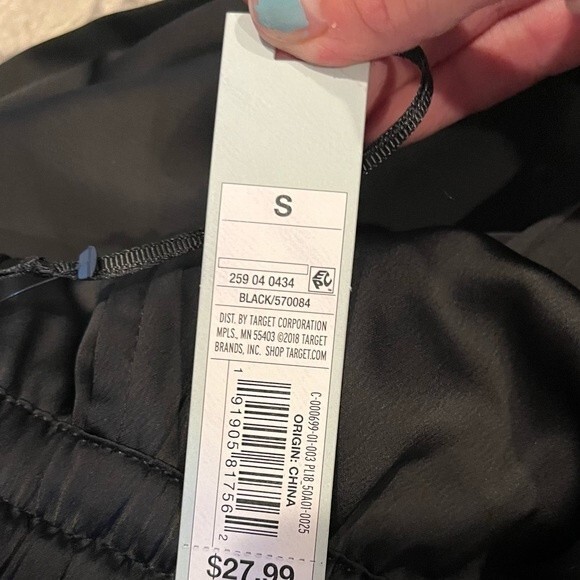 S
259 04 0434
EPC
BLACK/570084
DIST. BY TARGET CORPORATION
MPLS., MN 55403 ©2018 TARGET
BRANDS, INC. SHOP TARGET.COM
1 91905 81756 2
ORIGIN: CHINA
C-000699-01-003 PL18_50A01-0025
$27.99